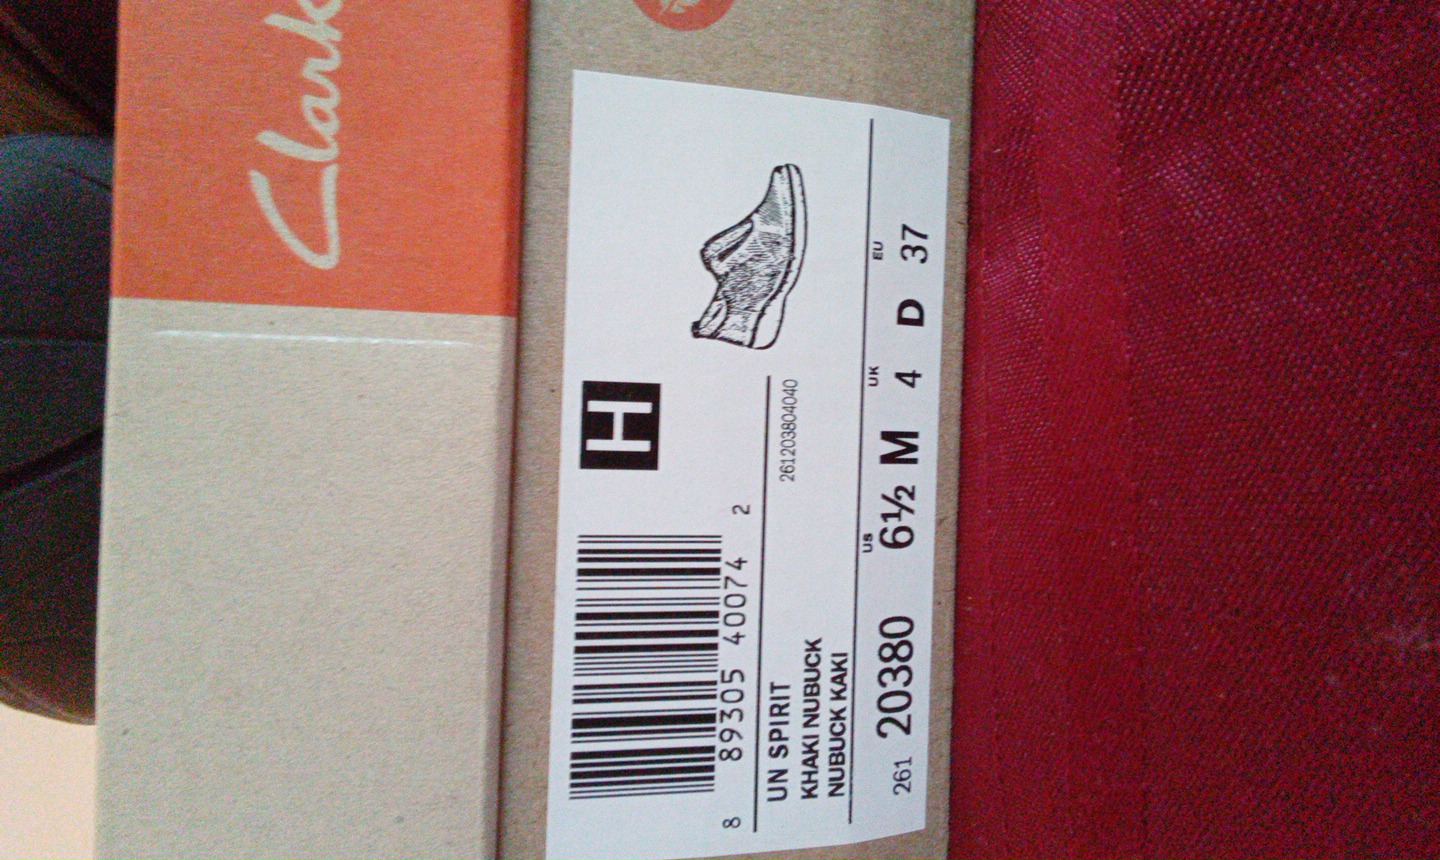 Clark
H
8 89305 40074 2
UN SPIRIT
261203804040
KHAKI NUBUCK
NUBUCK KAKI
US UK EU
261 20380 6½ M 4 D 37